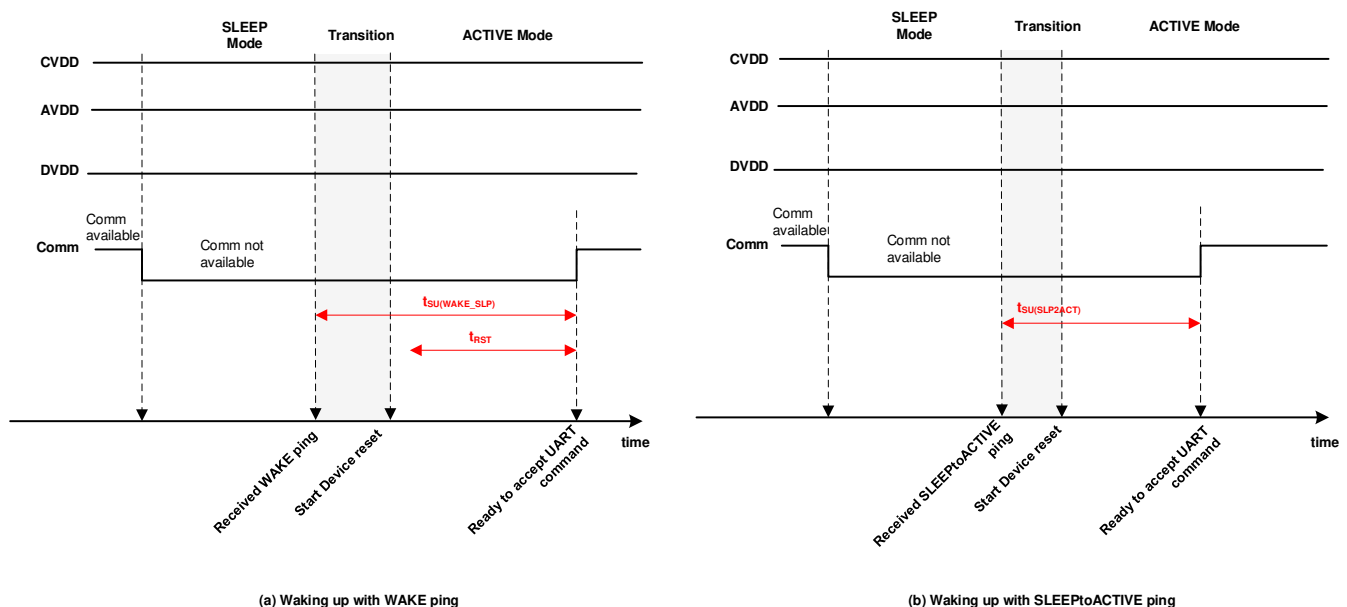 SLEEP
Mode
Transition
ACTIVE Mode
CVDD
AVDD
DVDD
Comm
available
Comm
Comm not
available
tSU(WAKE_SLP)
tRST
time
Received WAKE ping
Start Device reset
Ready to accept UART
command
(a) Waking up with WAKE ping
SLEEP
Mode
Transition
ACTIVE Mode
CVDD
AVDD
DVDD
Comm
available
Comm
Comm not
available
tSU(SLP2ACT)
time
Received SLEEPtoACTIVE
ping
Start Device reset
Ready to accept UART
command
(b) Waking up with SLEEPtoACTIVE ping